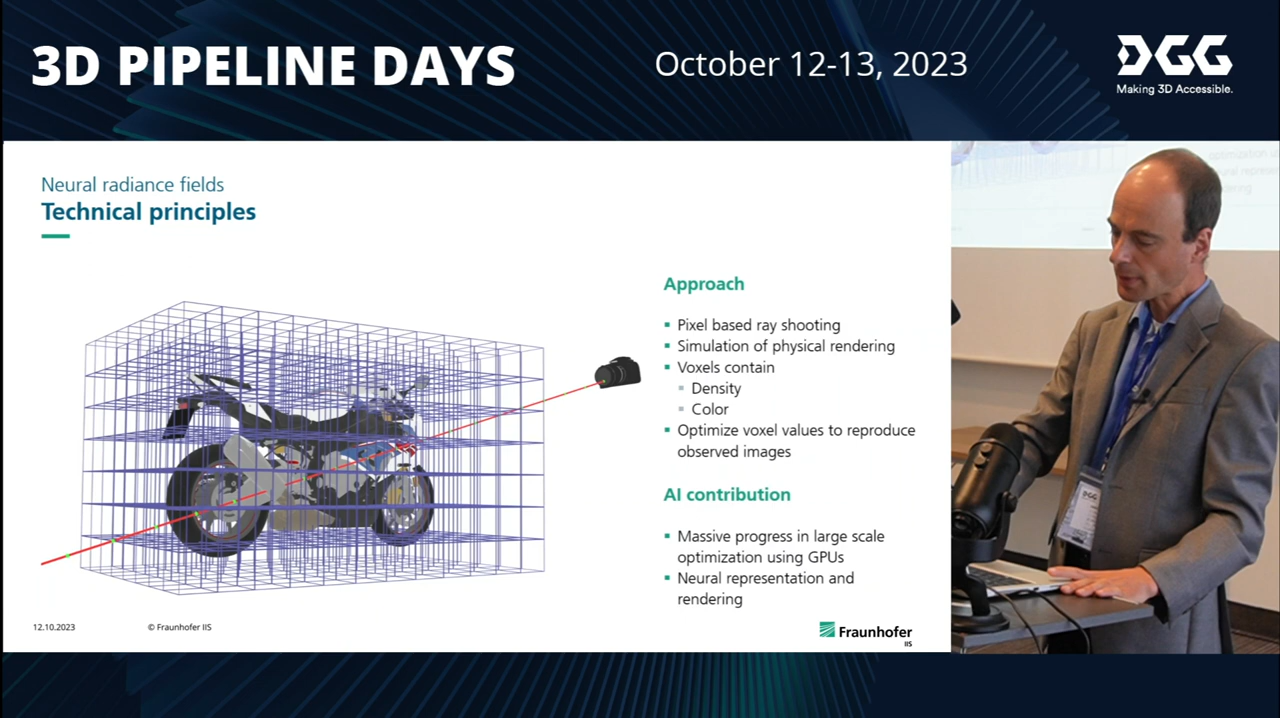 3D PIPELINE DAYS
October 12-13, 2023
DGG
Making 3D Accessible.
Neural radiance fields
Technical principles
Approach
Pixel based ray shooting
Simulation of physical rendering
Voxels contain
Density
Color
Optimize voxel values to reproduce
observed images
AI contribution
Massive progress in large scale
optimization using GPUs
Neural representation and
rendering
12.10.2023
© Fraunhofer IIS
Fraunhofer
IIS
DGG